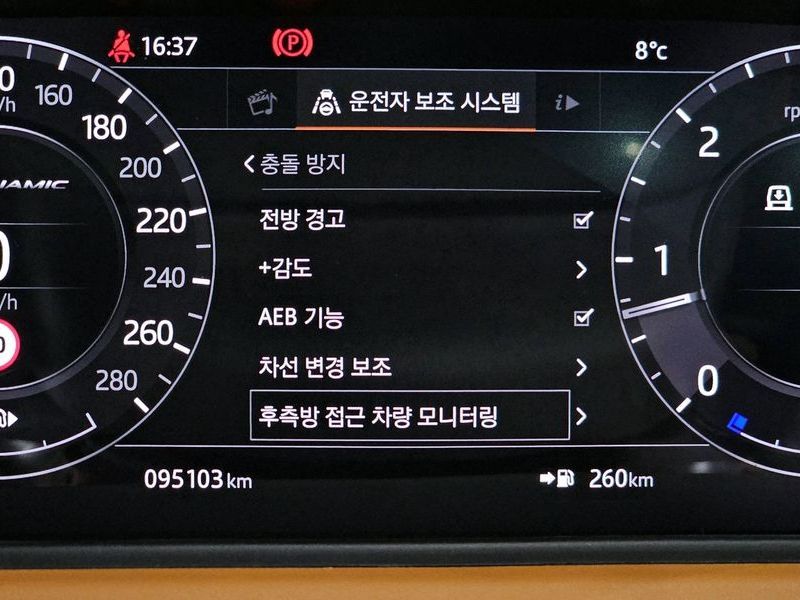 16:37
P
8°c
운전자 보조 시스템
i
충돌 방지
전방 경고
+감도
AEB 기능
차선 변경 보조
후측방 접근 차량 모니터링
160
180
200
220
240
260
280
2
1
0
095103 km
260km